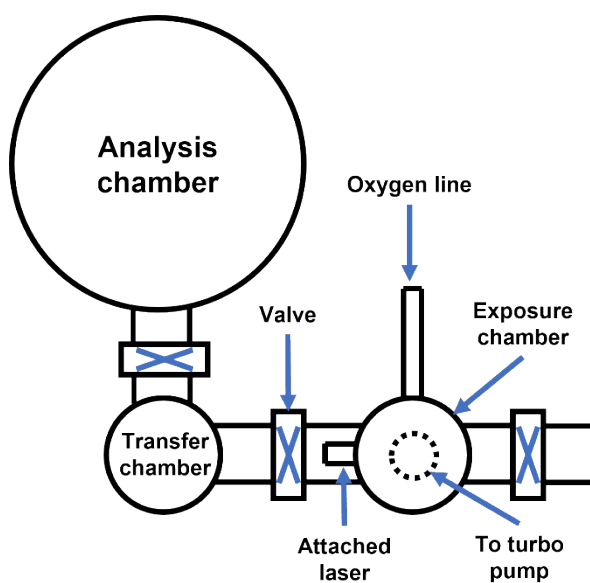 Analysis
chamber
Oxygen line
Valve
Exposure
chamber
Transfer
chamber
Attached
laser
To turbo
pump